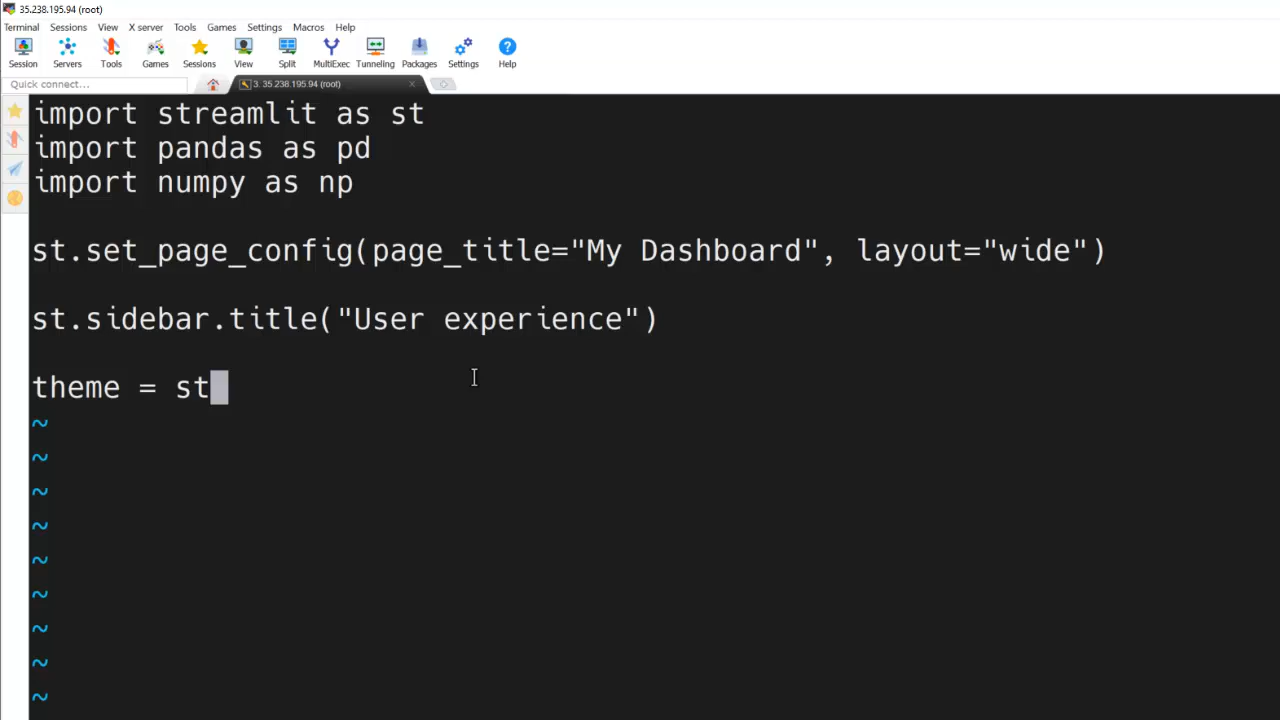 35.238.195.94 (root)
Terminal Sessions View X server Tools Games Settings Macros Help
Session Servers Tools Games Sessions View Split MultiExec Tunneling Packages Settings Help
Quick connect... 3. 35.238.195.94 (root)
import streamlit as st
import pandas as pd
import numpy as np
st.set_page_config(page_title="My Dashboard", layout="wide")
st.sidebar.title("User experience")
theme = st
~
~
~
~
~
~
~
~
~